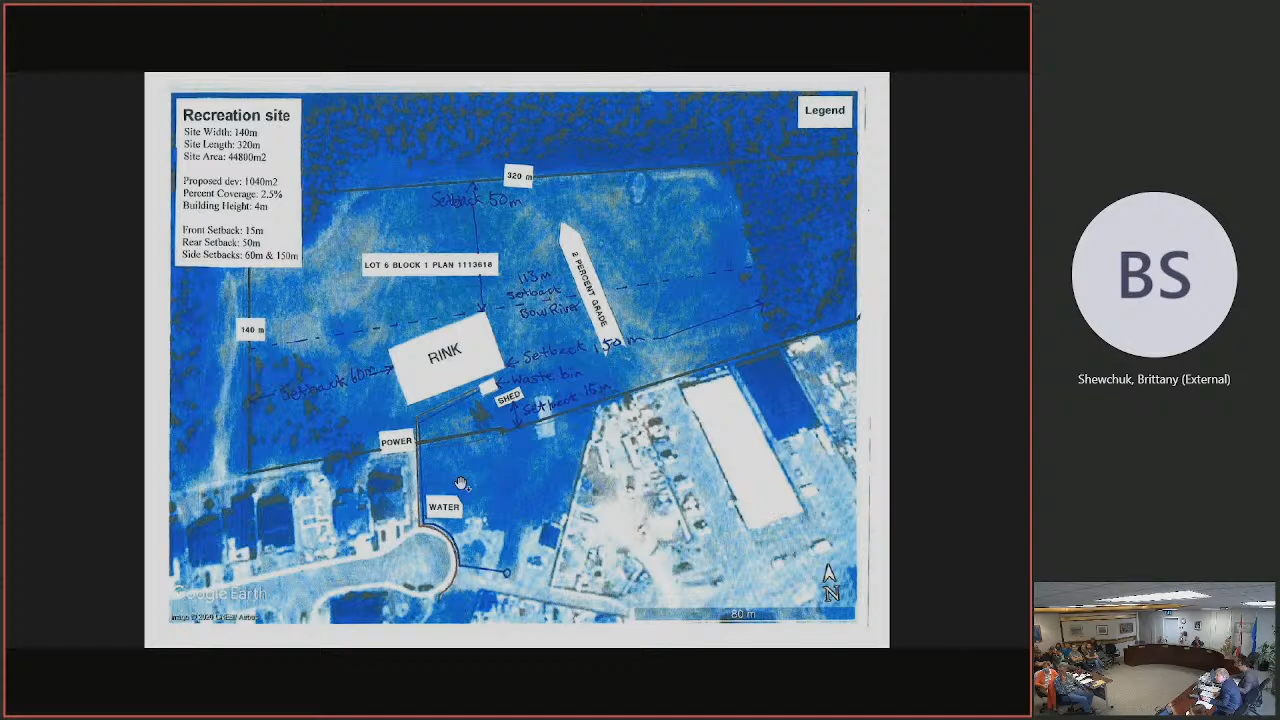 Recreation site
Site Width: 140m
Site Length: 320m
Site Area: 44800m2
Proposed dev: 1040m2
Percent Coverage: 2.5%
Building Height: 4m
Front Setback: 15m
Rear Setback: 50m
Side Setbacks: 60m & 150m
Legend
320 m
Setback 50m
LOT 6 BLOCK 1 PLAN 1113618
2 PERCENT GRADE
113m
setback
Bow River
140 m
RINK
Setback 150m
Setback 60m
Waste bin
SHED
Setback 15m
POWER
WATER
N
Google Earth
80 m
BS
Shewchuk, Brittany (External)